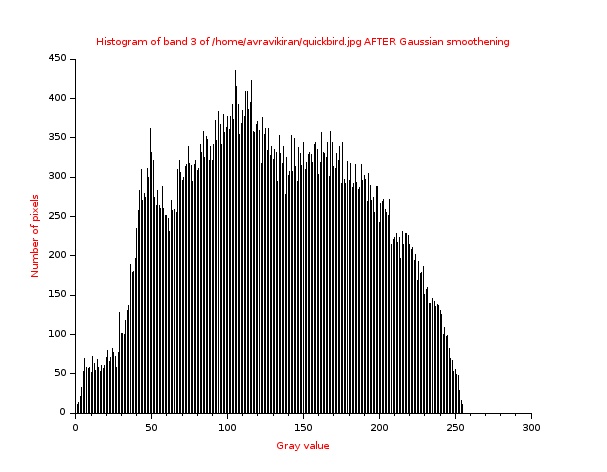 Histogram of band 3 of /home/avravikiran/quickbird.jpg AFTER Gaussian smoothening
450
400
350
300
250
200
150
100
50
0
Number of pixels
0 50 100 150 200 250 300
Gray value